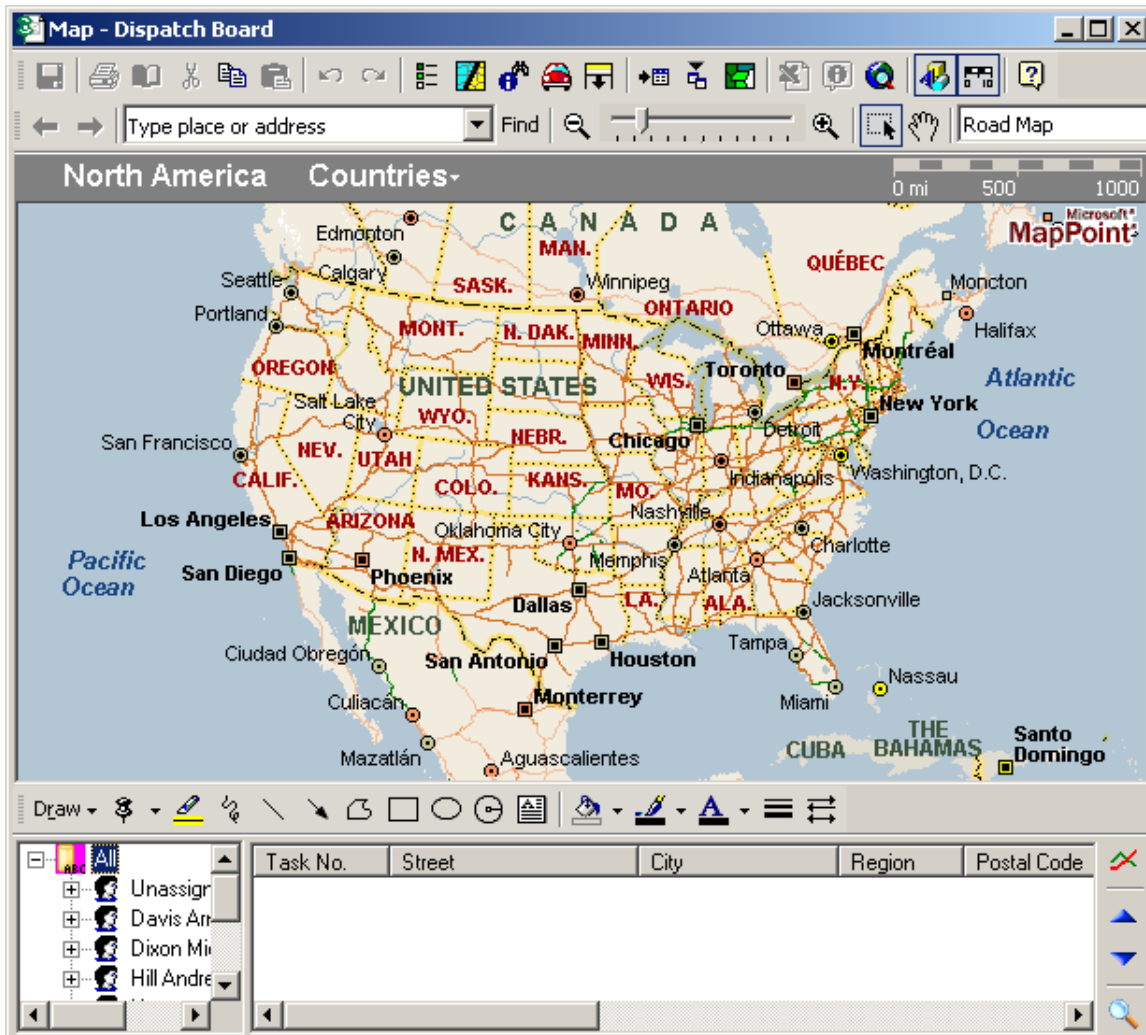 Map - Dispatch Board
Type place or address
Find
Road Map
North America Countries
0 mi 500 1000
Microsoft®
MapPoint®
CANADA
Edmonton
MAN.
QUÉBEC
Calgary
SASK.
Winnipeg
Moncton
Seattle
ONTARIO
Portland
MONT.
N. DAK.
MINN.
Ottawa
Halifax
Montréal
OREGON
Toronto
UNITED STATES
WIS.
N.Y.
Atlantic
Ocean
Salt Lake
City
WYO.
New York
San Francisco
NEV.
UTAH
NEBR.
Chicago
Detroit
CALIF.
COLO.
KANS.
MO.
Indianapolis
Washington, D.C.
Los Angeles
ARIZONA
Oklahoma City
Nashville
Pacific
Ocean
San Diego
Phoenix
N. MEX.
Memphis
Atlanta
Charlotte
Dallas
LA.
ALA.
Jacksonville
MEXICO
Ciudad Obregón
San Antonio
Houston
Tampa
Nassau
Culiacán
Monterrey
Miami
Mazatlán
Aguascalientes
CUBA
THE
BAHAMAS
Santo
Domingo
Draw
A
All
ABC
Unassign
Davis Arr
Dixon Mi
Hill Andre
Task No. Street City Region Postal Code